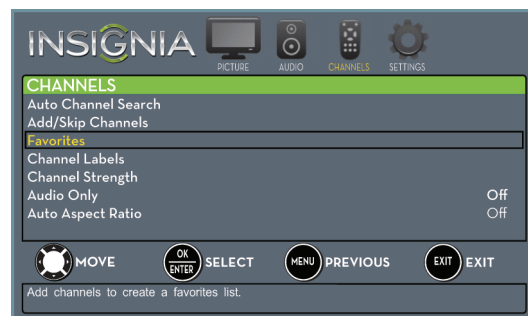 INSIGNIA
PICTURE AUDIO CHANNELS SETTINGS
CHANNELS
Auto Channel Search
Add/Skip Channels
Favorites
Channel Labels
Channel Strength
Audio Only Off
Auto Aspect Ratio Off
MOVE OK ENTER SELECT MENU PREVIOUS EXIT EXIT
Add channels to create a favorites list.